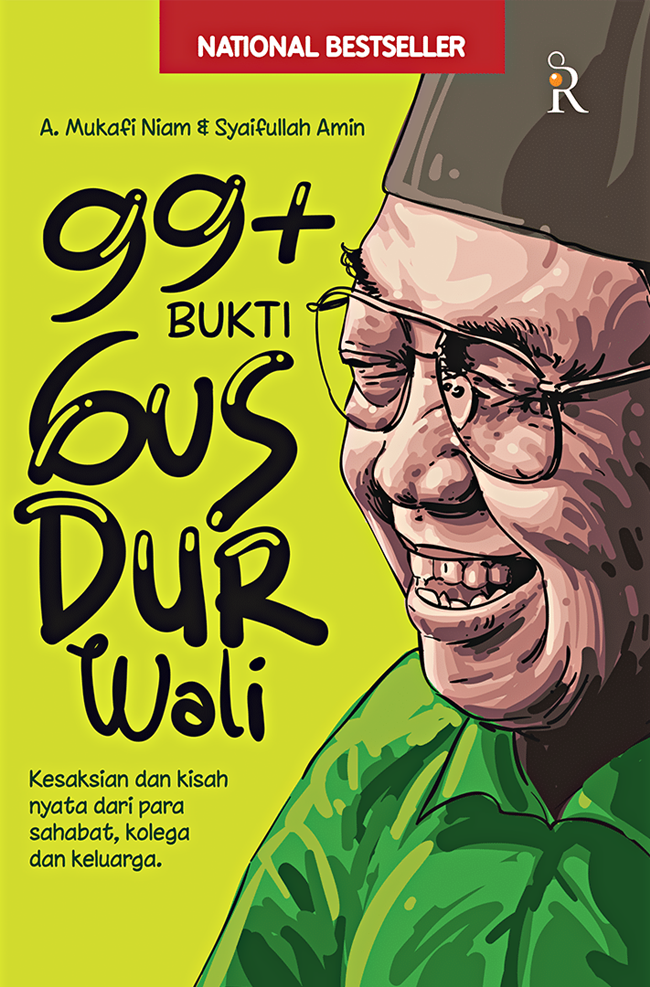 NATIONAL BESTSELLER
R
A. Mukafi Niam & Syaifullah Amin
99+
BUKTI
GUS
DUR
Wali
Kesaksian dan kisah
nyata dari para
sahabat, kolega
dan keluarga.